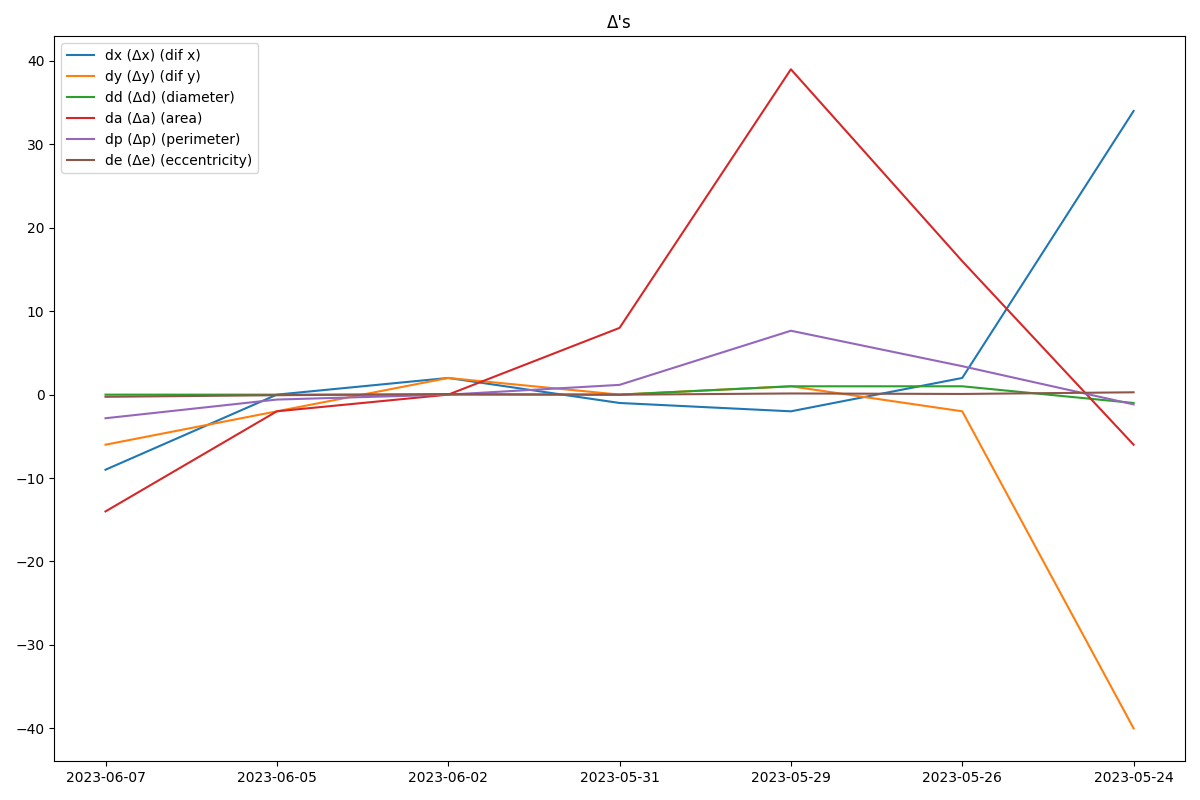 Δ's
dx (Δx) (dif x)
dy (Δy) (dif y)
dd (Δd) (diameter)
da (Δa) (area)
dp (Δp) (perimeter)
de (Δe) (eccentricity)
40
30
20
10
0
−10
−20
−30
−40
2023-06-07 2023-06-05 2023-06-02 2023-05-31 2023-05-29 2023-05-26 2023-05-24